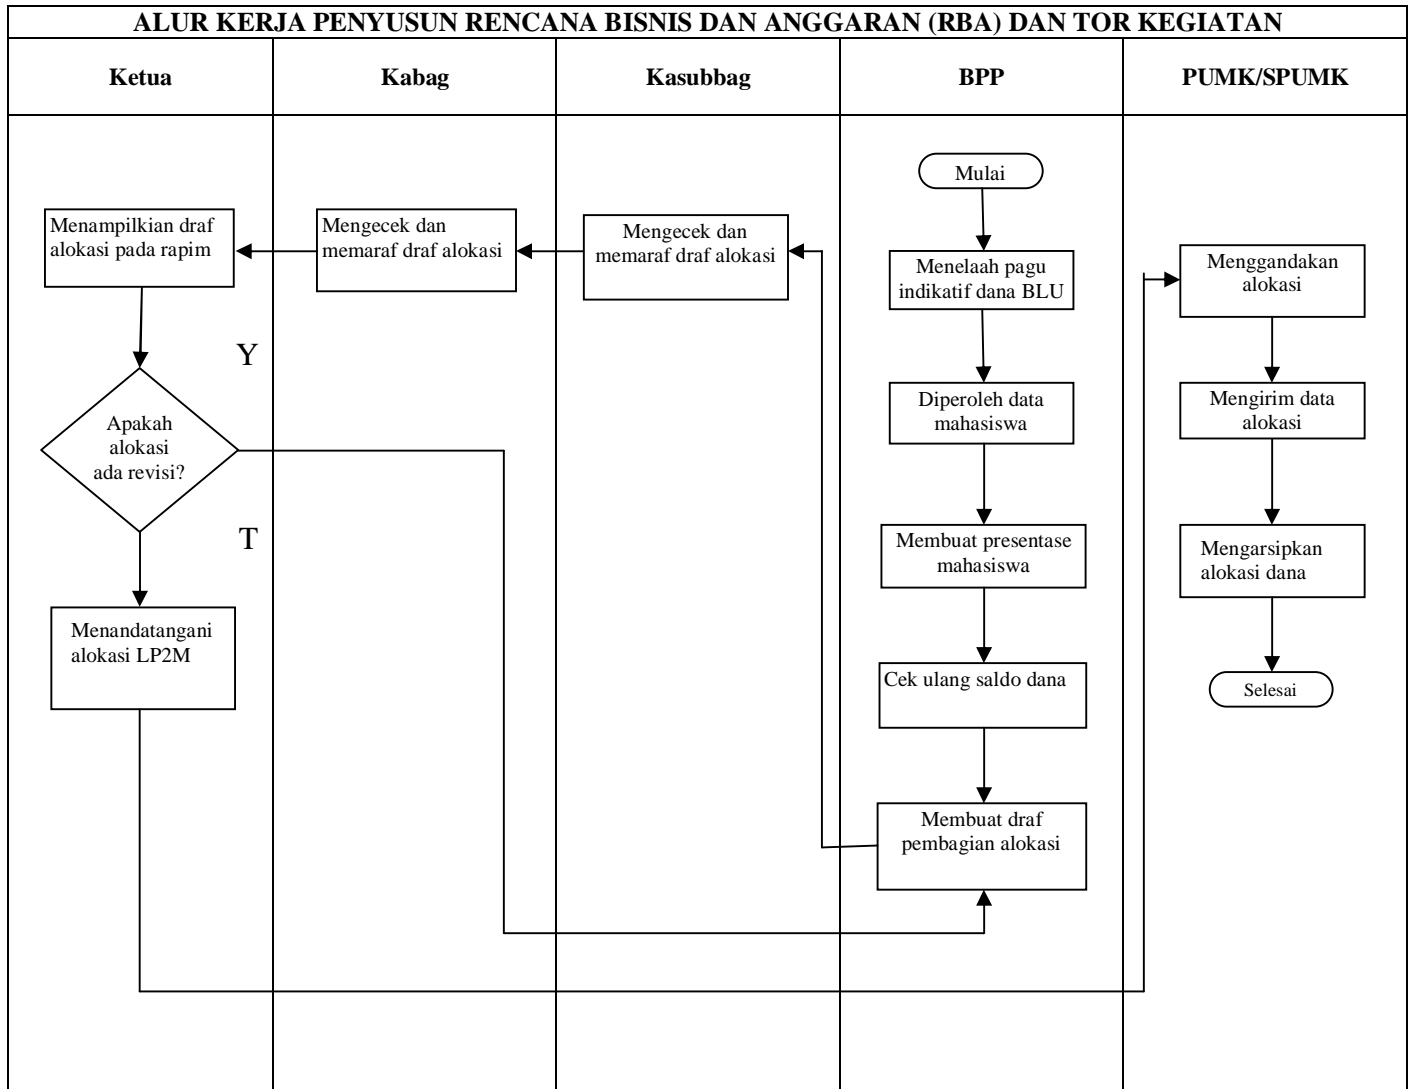 ALUR KERJA PENYUSUN RENCANA BISNIS DAN ANGGARAN (RBA) DAN TOR KEGIATAN
Ketua
Kabag
Kasubbag
BPP
PUMK/SPUMK
Mulai
Menelaah pagu
indikatif dana BLU
Diperoleh data
mahasiswa
Membuat presentase
mahasiswa
Cek ulang saldo dana
Membuat draf
pembagian alokasi
Mengecek dan
memaraf draf alokasi
Mengecek dan
memaraf draf alokasi
Menampilkian draf
alokasi pada rapim
Y
Apakah
alokasi
ada revisi?
T
Menandatangani
alokasi LP2M
Menggandakan
alokasi
Mengirim data
alokasi
Mengarsipkan
alokasi dana
Selesai